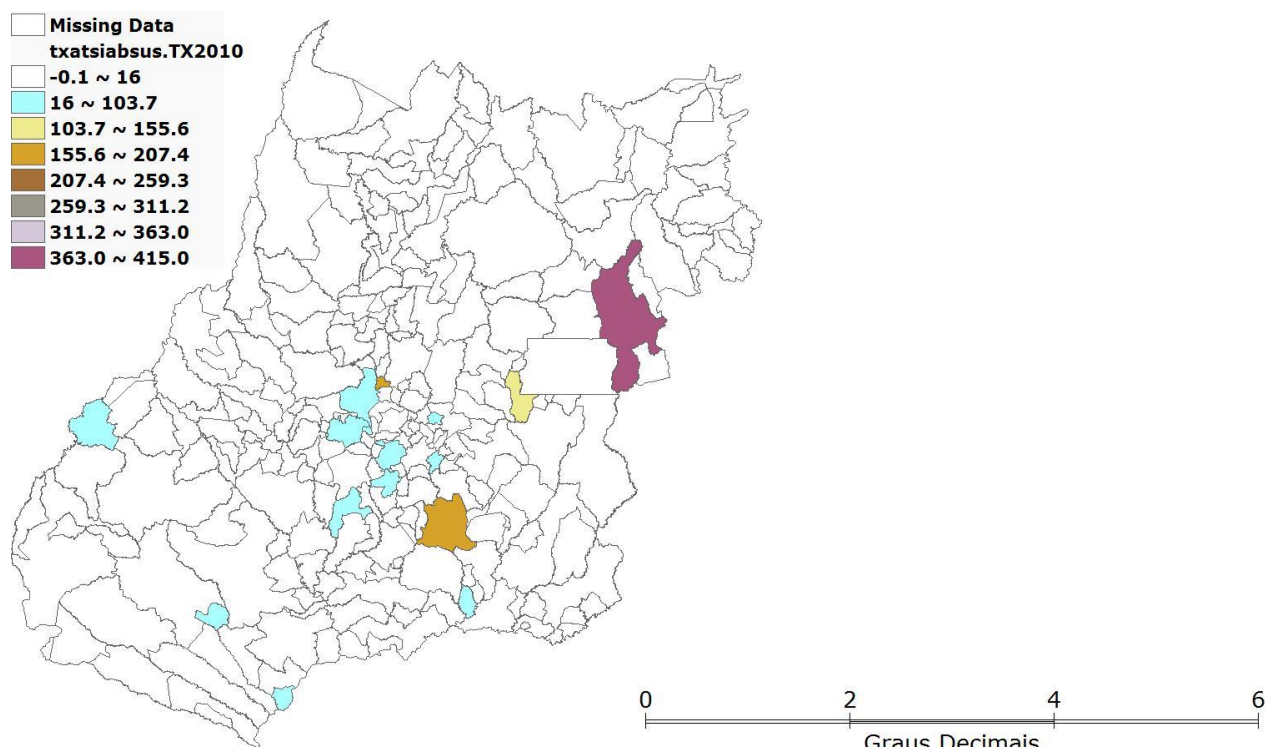 Missing Data
txatsiabsus.TX2010
-0.1 ~ 16
16 ~ 103.7
103.7 ~ 155.6
155.6 ~ 207.4
207.4 ~ 259.3
259.3 ~ 311.2
311.2 ~ 363.0
363.0 ~ 415.0
0 2 4 6
Graus Decimais